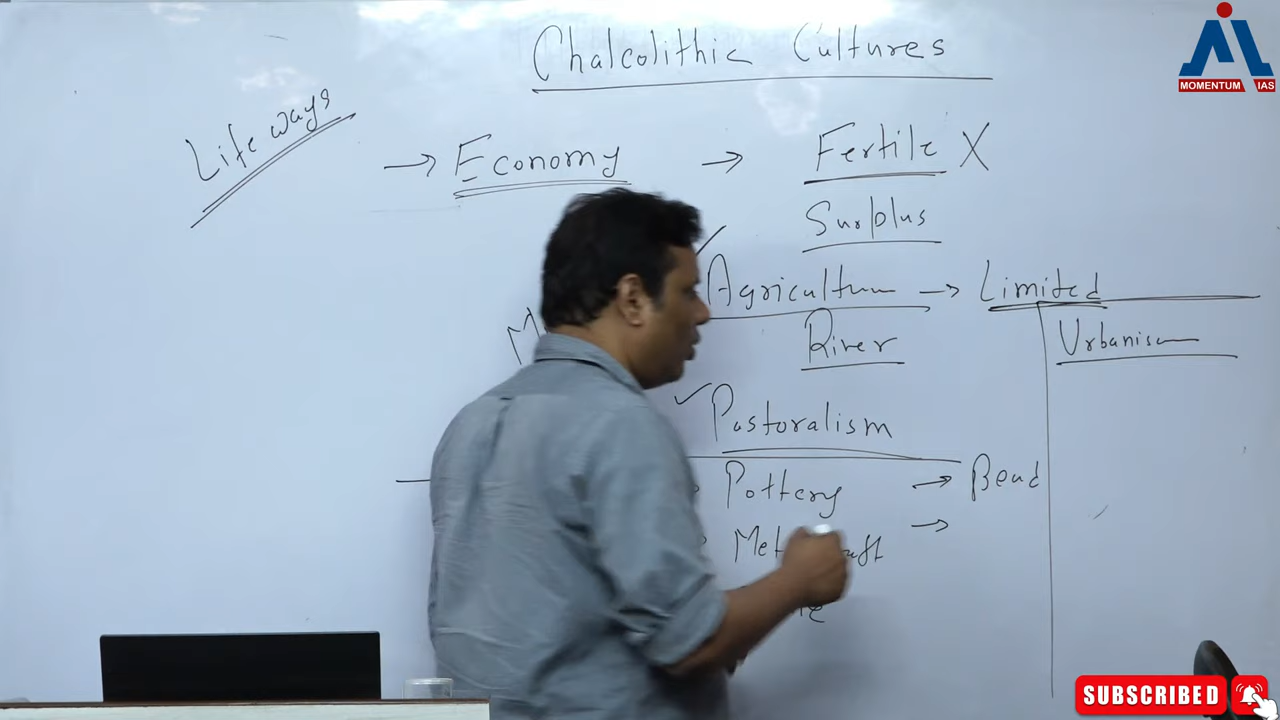 Chalcolithic Cultures
MOMENTUM IAS
Life ways
→ Economy → Fertile X
Surplus
✓ Agriculture → Limited
River
Urbanism
✓ Pastoralism
Pottery → Bead
→
SUBSCRIBED